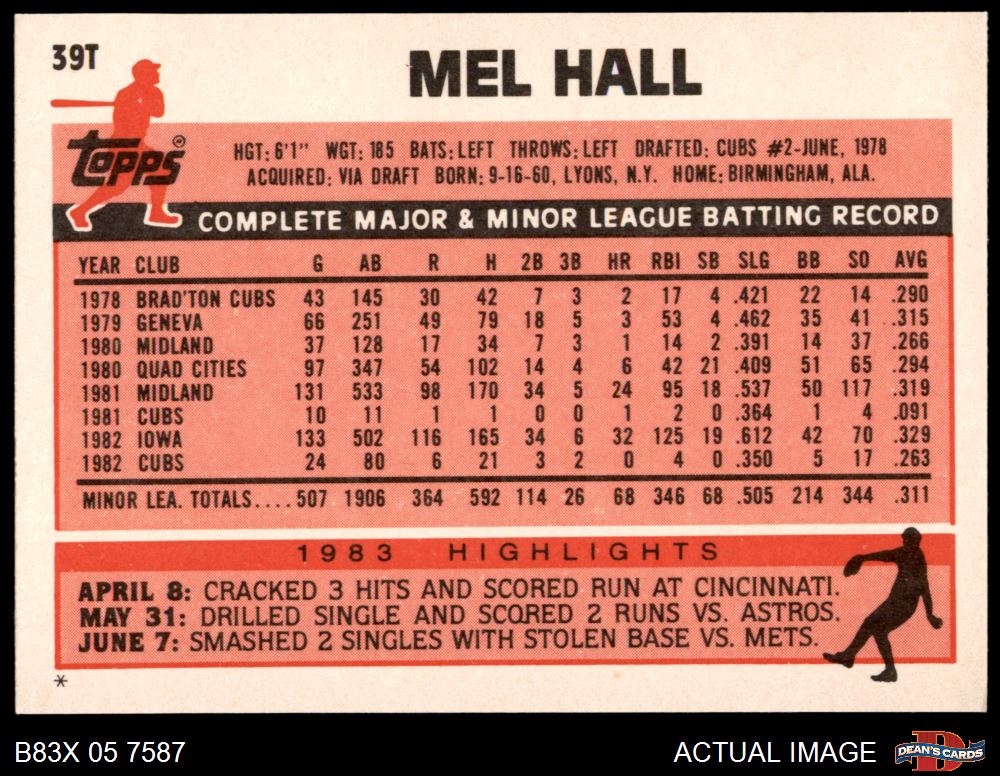 39T
MEL HALL
topps®
HGT: 6'1" WGT: 185 BATS: LEFT THROWS: LEFT DRAFTED: CUBS #2-JUNE, 1978
ACQUIRED: VIA DRAFT BORN: 9-16-60, LYONS, N.Y. HOME: BIRMINGHAM, ALA.
COMPLETE MAJOR & MINOR LEAGUE BATTING RECORD
YEAR CLUB G AB R H 2B 3B HR RBI SB SLG BB SO AVG
1978 BRAD'TON CUBS 43 145 30 42 7 3 2 17 4 .421 22 14 .290
1979 GENEVA 66 251 49 79 18 5 3 53 4 .462 35 41 .315
1980 MIDLAND 37 128 17 34 7 3 1 14 2 .391 14 37 .266
1980 QUAD CITIES 97 347 54 102 14 4 6 42 21 .409 51 65 .294
1981 MIDLAND 131 533 98 170 34 5 24 95 18 .537 50 117 .319
1981 CUBS 10 11 1 1 0 0 1 2 0 .364 1 4 .091
1982 IOWA 133 502 116 165 34 6 32 125 19 .612 42 70 .329
1982 CUBS 24 80 6 21 3 2 0 4 0 .350 5 17 .263
MINOR LEA. TOTALS.... 507 1906 364 592 114 26 68 346 68 .505 214 344 .311
1983 HIGHLIGHTS
APRIL 8: CRACKED 3 HITS AND SCORED RUN AT CINCINNATI.
MAY 31: DRILLED SINGLE AND SCORED 2 RUNS VS. ASTROS.
JUNE 7: SMASHED 2 SINGLES WITH STOLEN BASE VS. METS.
*
B83X 05 7587 ACTUAL IMAGE D DEAN'S CARDS